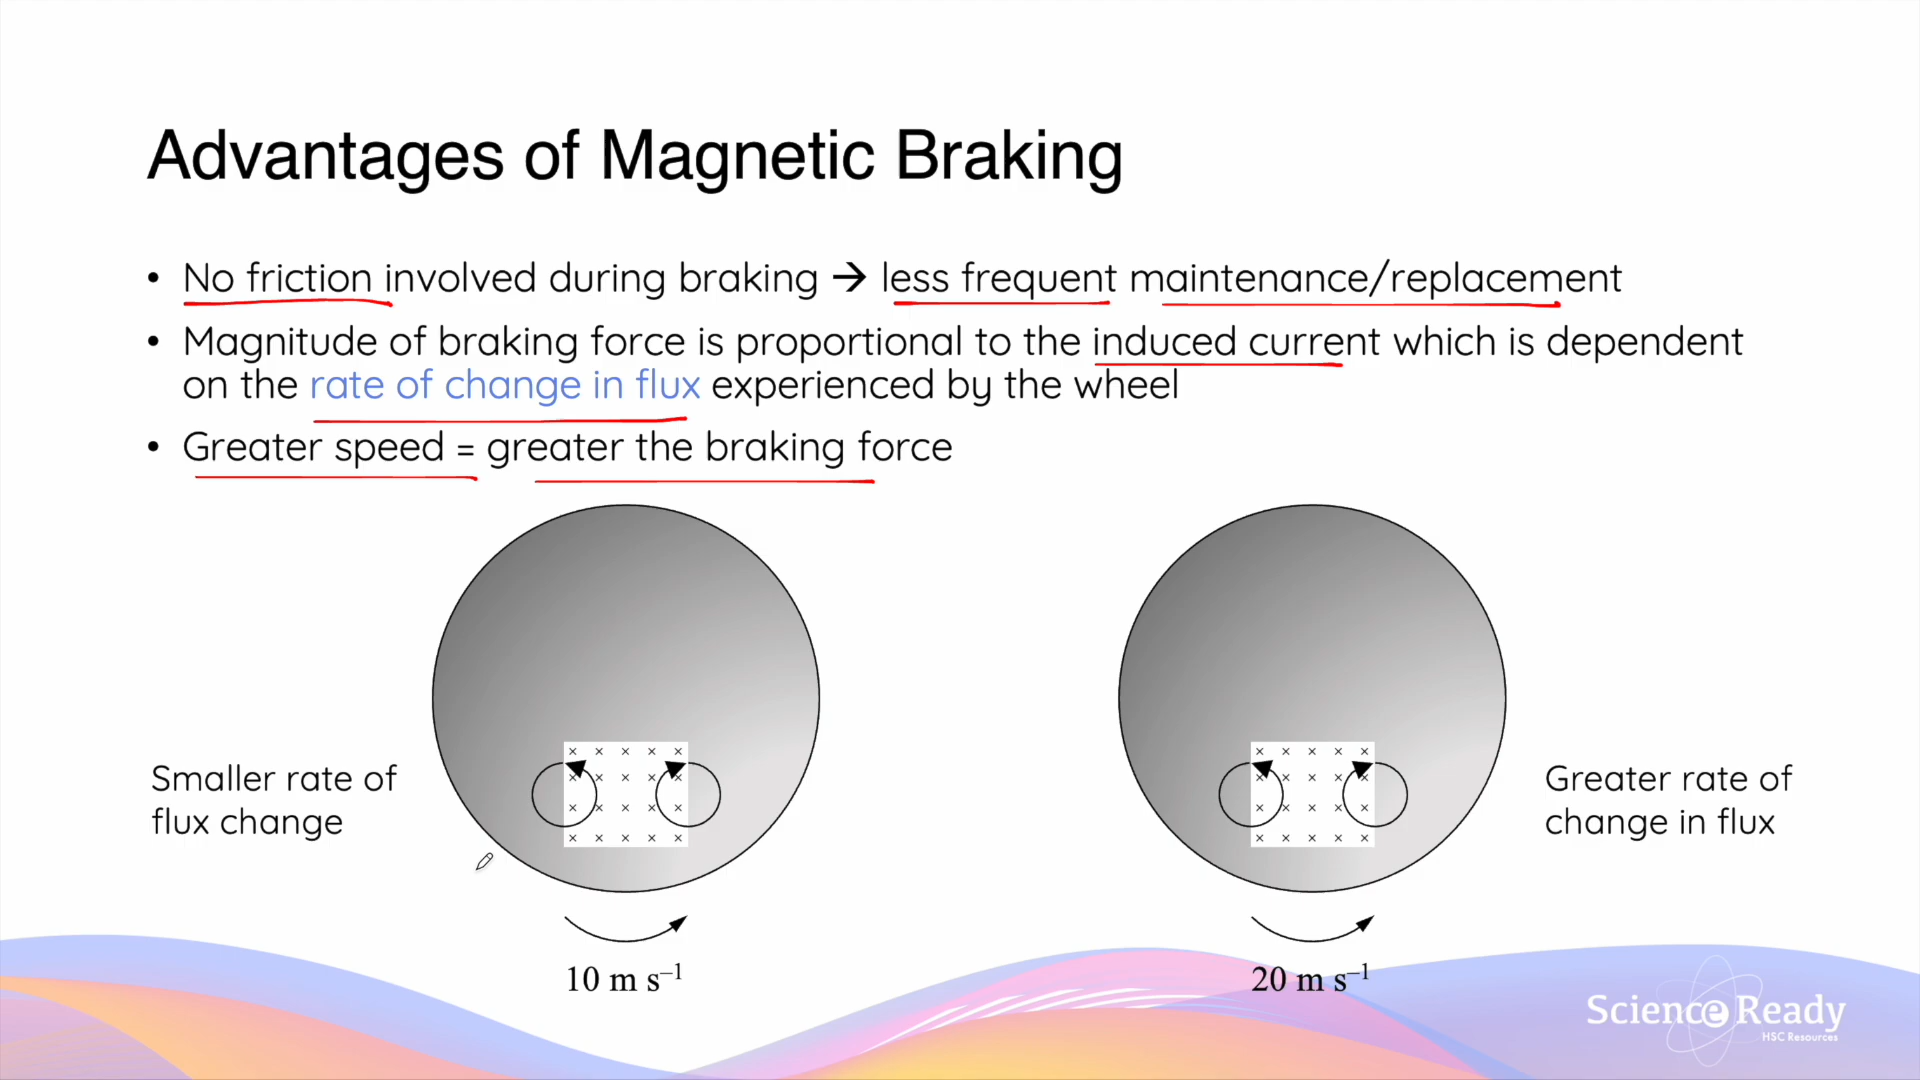 Advantages of Magnetic Braking
• No friction involved during braking → less frequent maintenance/replacement
• Magnitude of braking force is proportional to the induced current which is dependent
on the rate of change in flux experienced by the wheel
• Greater speed = greater the braking force
Smaller rate of
flux change
× × × × ×
× × × × ×
× × × × ×
× × × × ×
10 m s⁻¹
× × × × ×
× × × × ×
× × × × ×
× × × × ×
20 m s⁻¹
Greater rate of
change in flux
Science Ready
HSC Resources